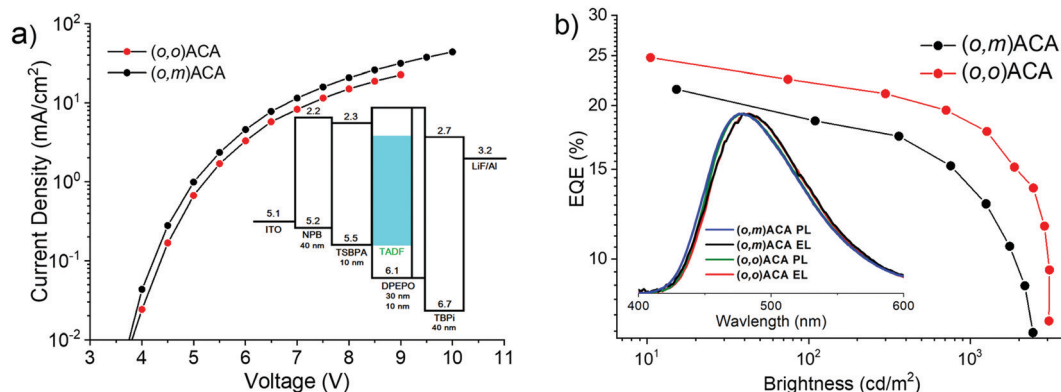 a)
Current Density (mA/cm²)
10²
10¹
10⁰
10⁻¹
10⁻²
(o,o)ACA
(o,m)ACA
2.2
2.3
2.7
3.2
LiF/Al
5.1
ITO
5.2
NPB
40 nm
5.5
TSBPA
10 nm
TADF
6.1
DPEPO
30 nm
10 nm
6.7
TBPi
40 nm
3 4 5 6 7 8 9 10 11
Voltage (V)
b)
EQE (%)
30
25
20
15
10
(o,m)ACA
(o,o)ACA
(o,m)ACA PL
(o,m)ACA EL
(o,o)ACA PL
(o,o)ACA EL
400 500 600
Wavelength (nm)
10¹ 10² 10³
Brightness (cd/m²)